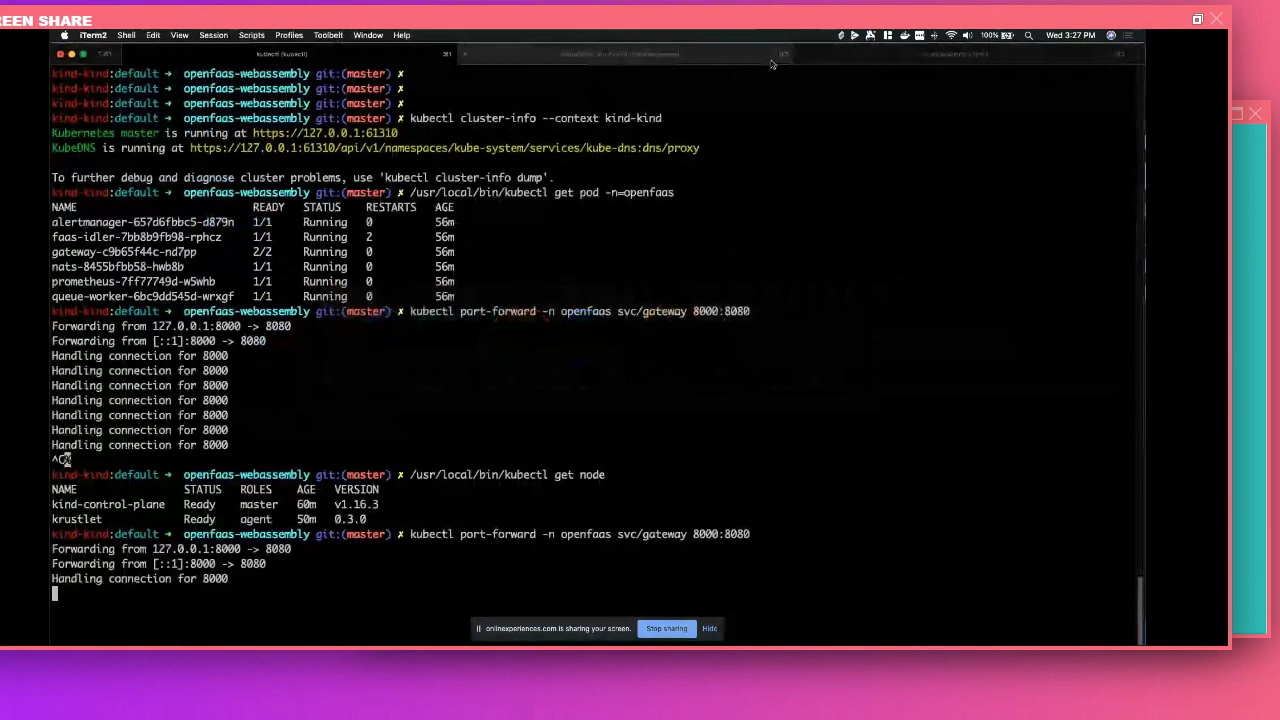 REEN SHARE
iTerm2 Shell Edit View Session Scripts Profiles Toolbelt Window Help 100% Wed 3:27 PM
kubectl (kubectl)
kind-kind:default → openfaas-webassembly git:(master) ✗
kind-kind:default → openfaas-webassembly git:(master) ✗
kind-kind:default → openfaas-webassembly git:(master) ✗
kind-kind:default → openfaas-webassembly git:(master) ✗ kubectl cluster-info --context kind-kind
Kubernetes master is running at https://127.0.0.1:61310
KubeDNS is running at https://127.0.0.1:61310/api/v1/namespaces/kube-system/services/kube-dns:dns/proxy
To further debug and diagnose cluster problems, use 'kubectl cluster-info dump'.
kind-kind:default → openfaas-webassembly git:(master) ✗ /usr/local/bin/kubectl get pod -n=openfaas
NAME READY STATUS RESTARTS AGE
alertmanager-657d6fbbc5-d879n 1/1 Running 0 56m
faas-idler-7bb8b9fb98-rphcz 1/1 Running 2 56m
gateway-c9b65f44c-nd7pp 2/2 Running 0 56m
nats-8455bfbb58-hwb8b 1/1 Running 0 56m
prometheus-7ff77749d-w5whb 1/1 Running 0 56m
queue-worker-6bc9dd545d-wrxgf 1/1 Running 0 56m
kind-kind:default → openfaas-webassembly git:(master) ✗ kubectl port-forward -n openfaas svc/gateway 8000:8080
Forwarding from 127.0.0.1:8000 -> 8080
Forwarding from [::1]:8000 -> 8080
Handling connection for 8000
Handling connection for 8000
Handling connection for 8000
Handling connection for 8000
Handling connection for 8000
Handling connection for 8000
Handling connection for 8000
^C%
kind-kind:default → openfaas-webassembly git:(master) ✗ /usr/local/bin/kubectl get node
NAME STATUS ROLES AGE VERSION
kind-control-plane Ready master 60m v1.16.3
krustlet Ready agent 50m 0.3.0
kind-kind:default → openfaas-webassembly git:(master) ✗ kubectl port-forward -n openfaas svc/gateway 8000:8080
Forwarding from 127.0.0.1:8000 -> 8080
Forwarding from [::1]:8000 -> 8080
Handling connection for 8000
onlinexperiences.com is sharing your screen. Stop sharing Hide